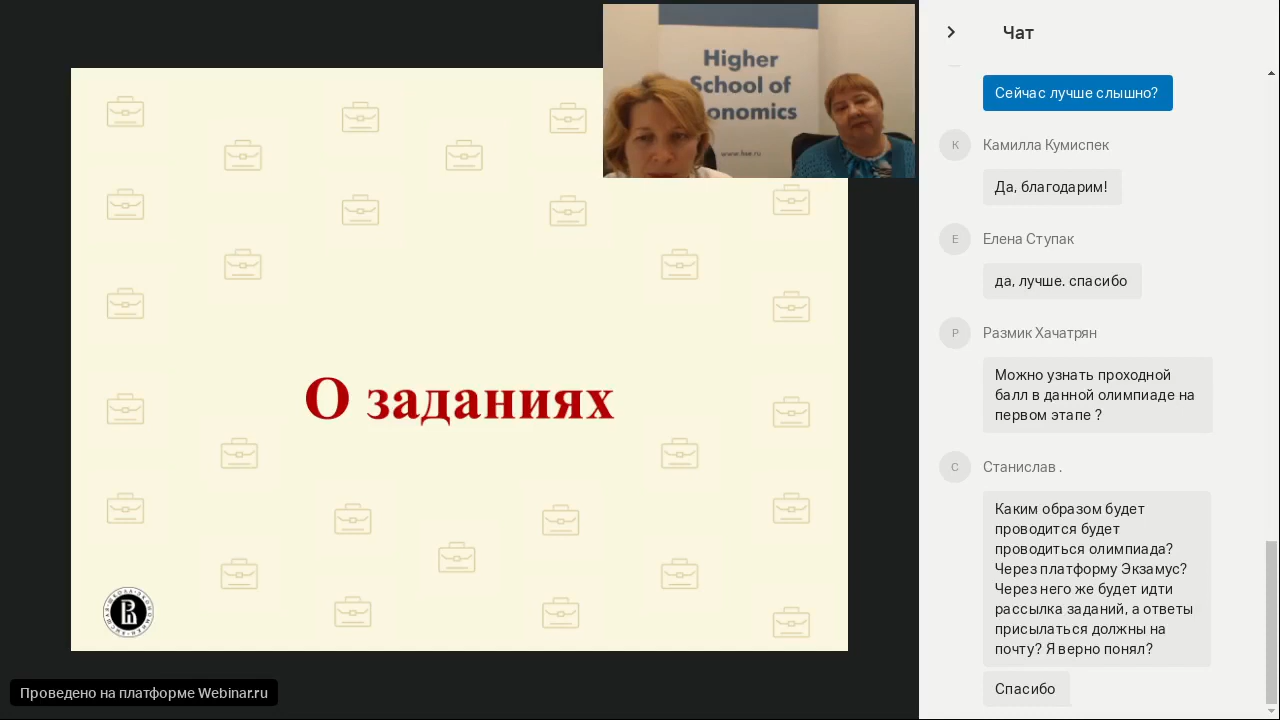 Higher
School of
onomics
www.hse.ru
О заданиях
Проведено на платформе Webinar.ru
Чат
Сейчас лучше слышно?
К
Камилла Кумиспек
Да, благодарим!
Е
Елена Ступак
да, лучше. спасибо
Р
Размик Хачатрян
Можно узнать проходной
балл в данной олимпиаде на
первом этапе ?
С
Станислав .
Каким образом будет
проводится будет
проводиться олимпиада?
Через платформу Экзамус?
Через него же будет идти
рассылка заданий, а ответы
присылаться должны на
почту? Я верно понял?
Спасибо